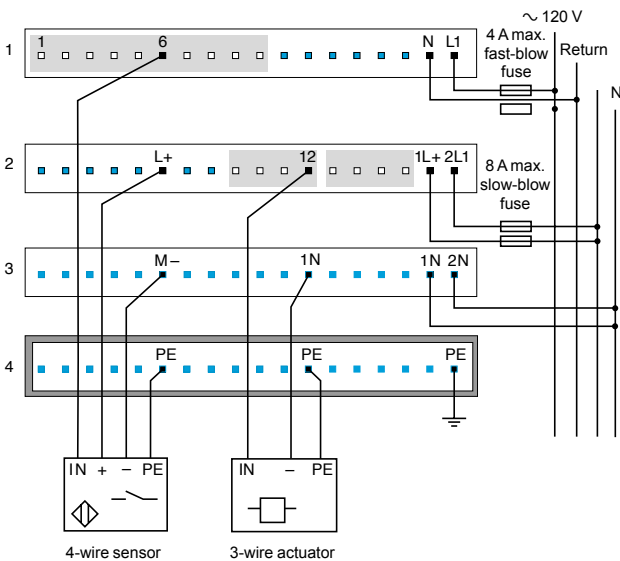 ∼ 120 V
4 A max.
fast-blow
fuse
Return
N
1
1 6 N L1
2
L+ 12 1L+ 2L1
8 A max.
slow-blow
fuse
3
M– 1N 1N 2N
4
PE PE PE
IN + – PE
IN – PE
4-wire sensor
3-wire actuator